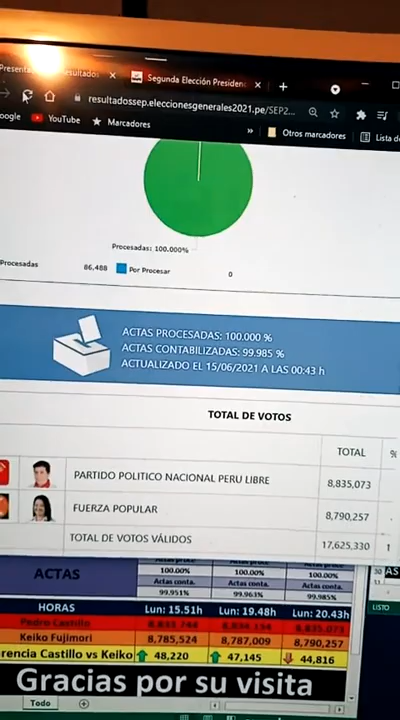 Segunda Elección Presiden
resultadossep.eleccionesgenerales2021.pe/SEP2...
YouTube
Marcadores
»
Otros marcadores
Lista de
Procesadas: 100.000%
Procesadas
86.488
Por Procesar
0
ACTAS PROCESADAS: 100.000 %
ACTAS CONTABILIZADAS: 99.985 %
ACTUALIZADO EL 15/06/2021 A LAS 00:43 h
TOTAL DE VOTOS
TOTAL
%
PARTIDO POLITICO NACIONAL PERU LIBRE
8,835,073
FUERZA POPULAR
8,790,257
TOTAL DE VOTOS VÁLIDOS
17,625,330
1
ACTAS
100.00%
100.00%
100.00%
Actas conta.
Actas conta.
Actas conta.
99.951%
99.963%
99.985%
HORAS
Lun: 15.51h
Lun: 19.48h
Lun: 20.43h
Pedro Castillo
Keiko Fujimori
8,785,524
8,787,009
8,790,257
rencia Castillo vs Keiko
48,220
47,145
44,816
Gracias por su visita
Todo
LISTO